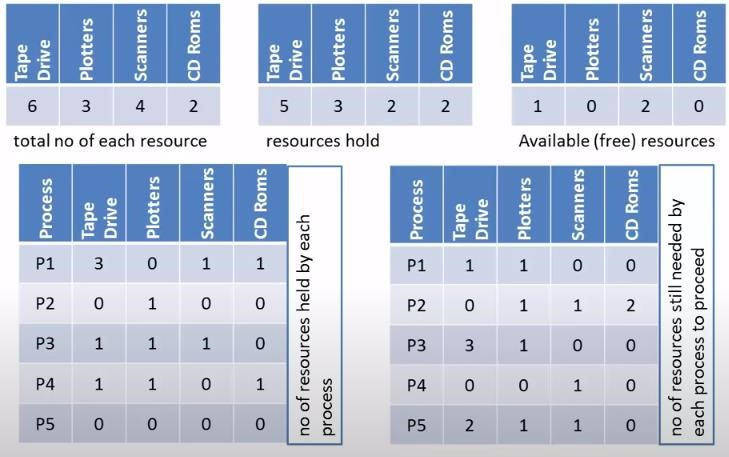 Tape Drive Plotters Scanners CD Roms
6 3 4 2
total no of each resource
Tape Drive Plotters Scanners CD Roms
5 3 2 2
resources hold
Tape Drive Plotters Scanners CD Roms
1 0 2 0
Available (free) resources
Process Tape Drive Plotters Scanners CD Roms
P1 3 0 1 1
P2 0 1 0 0
P3 1 1 1 0
P4 1 1 0 1
P5 0 0 0 0
no of resources held by each
process
Process Tape Drive Plotters Scanners CD Roms
P1 1 1 0 0
P2 0 1 1 2
P3 3 1 0 0
P4 0 0 1 0
P5 2 1 1 0
no of resources still needed by
each process to proceed